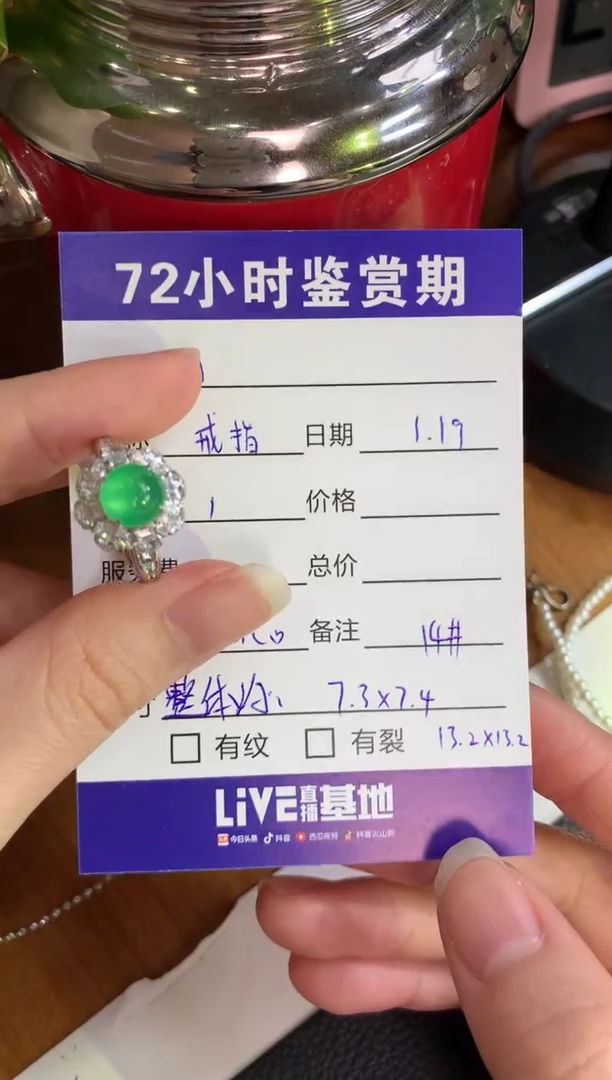 72小时鉴赏期
戒指 日期 1.19
1 价格
服务费 总价
备注 14#
整体 7.3×7.4
有纹 有裂 13.2×13.2
LiVE直播基地
今日头条 抖音 西瓜视频 抖音火山版